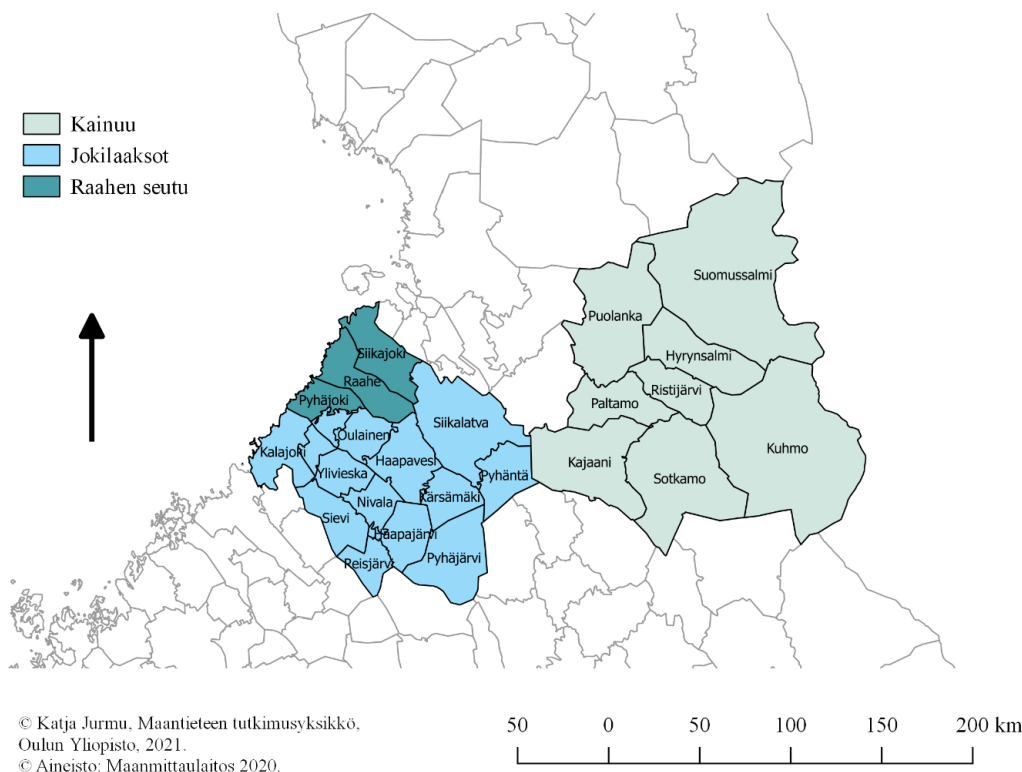 Kainuu
Jokilaaksot
Raahen seutu
Suomussalmi
Puolanka
Hyrynsalmi
Siikajoki
Raahe
Ristijärvi
Pyhäjoki
Paltamo
Siikalatva
Oulainen
Kalajoki
Kuhmo
Haapavesi
Kajaani
Ylivieska
Pyhäntä
Sotkamo
Kärsämäki
Nivala
Sievi
Haapajärvi
Pyhäjärvi
Reisjärvi
© Katja Jurmu, Maantieteen tutkimusyksikkö,
Oulun Yliopisto, 2021.
© Aineisto: Maanmittaulaitos 2020.
50 0 50 100 150 200 km